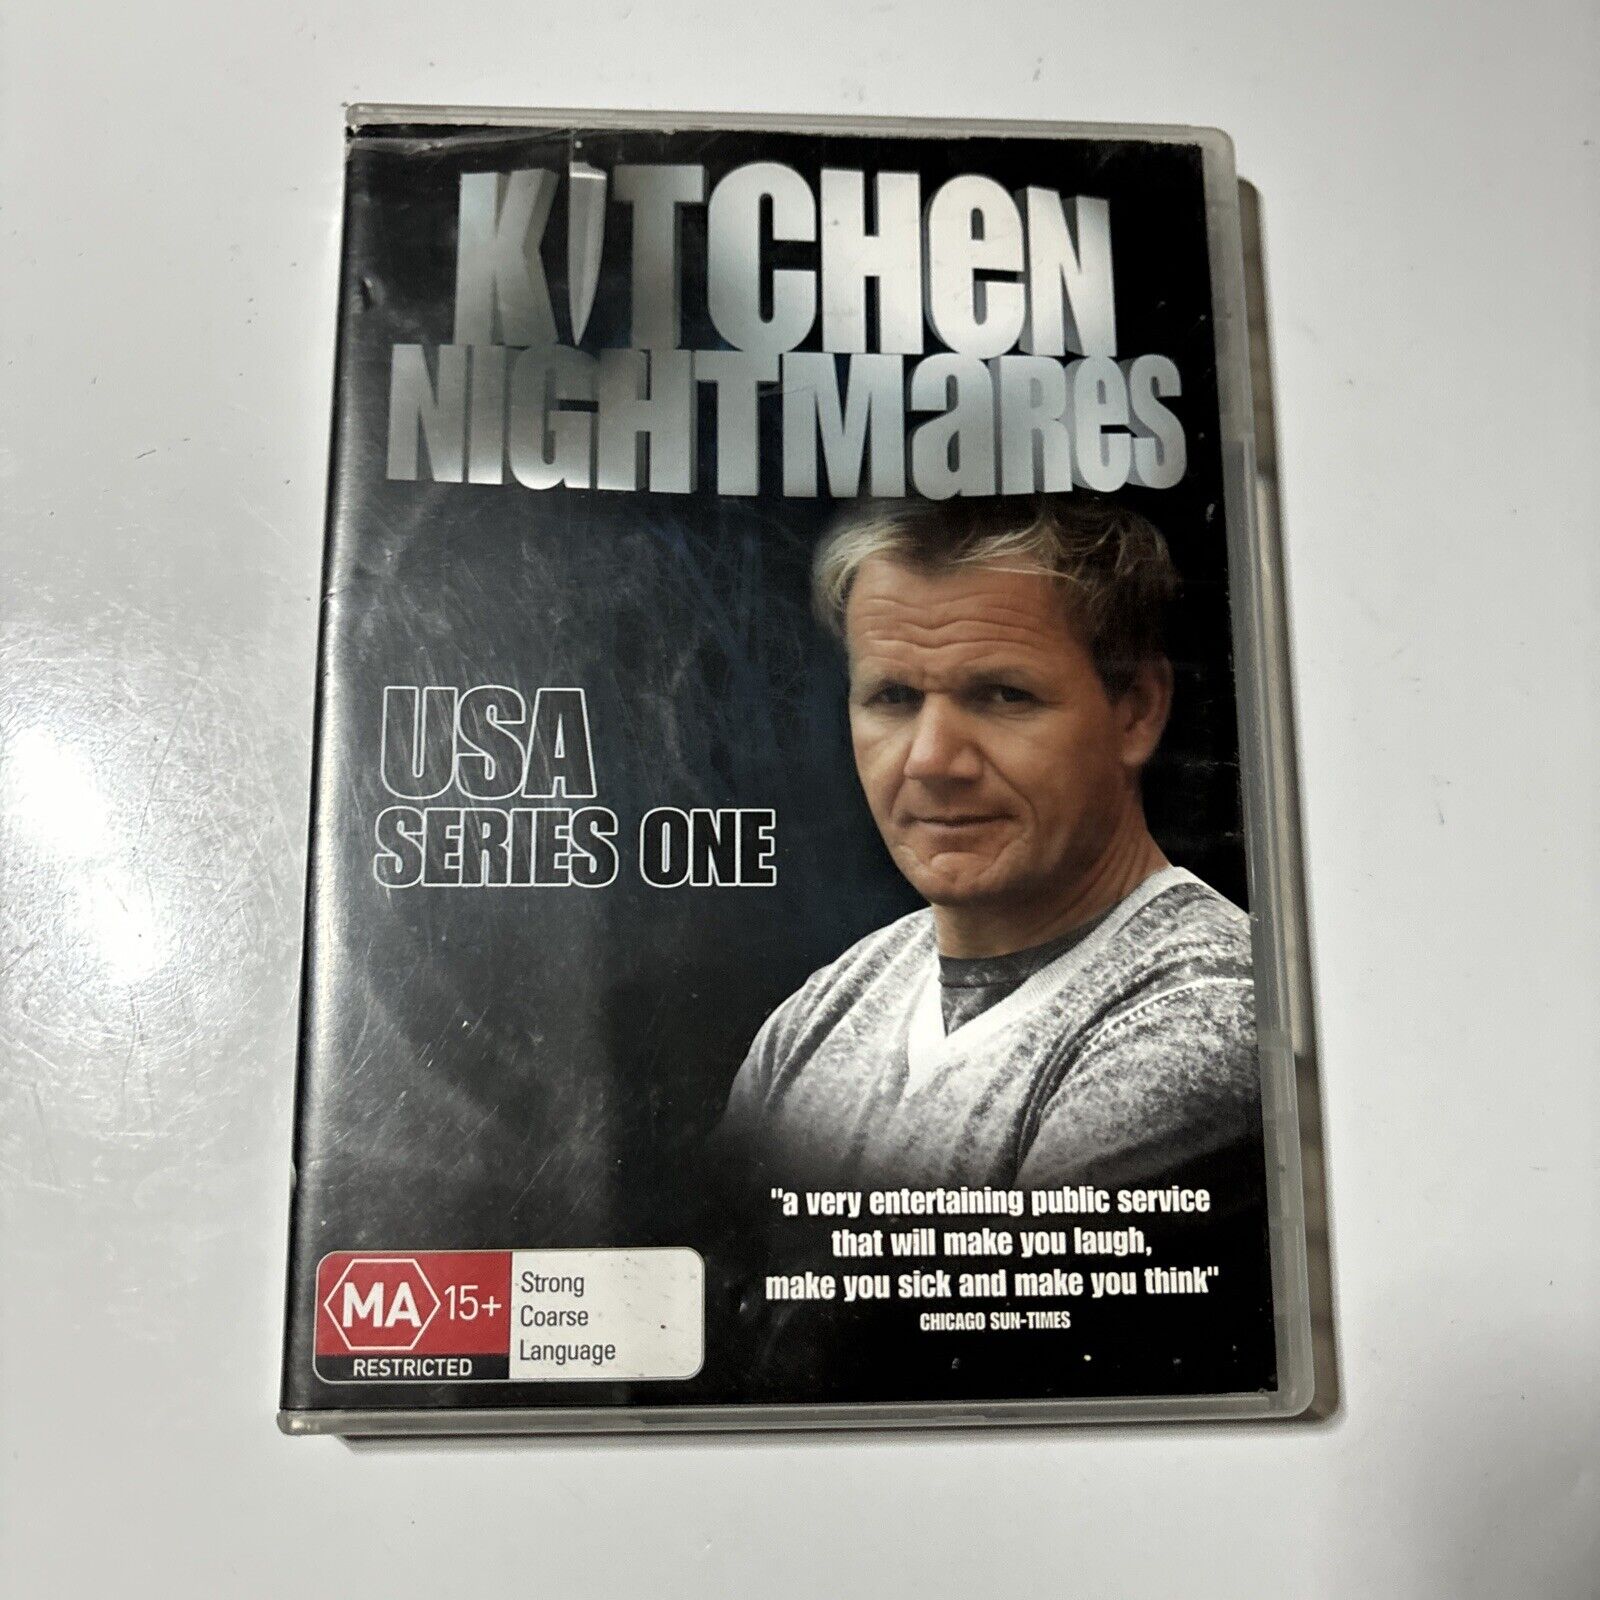 KITCHEN
NIGHTMARES
USA
SERIES ONE
"a very entertaining public service
that will make you laugh,
make you sick and make you think"
CHICAGO SUN-TIMES
MA 15+
RESTRICTED
Strong
Coarse
Language